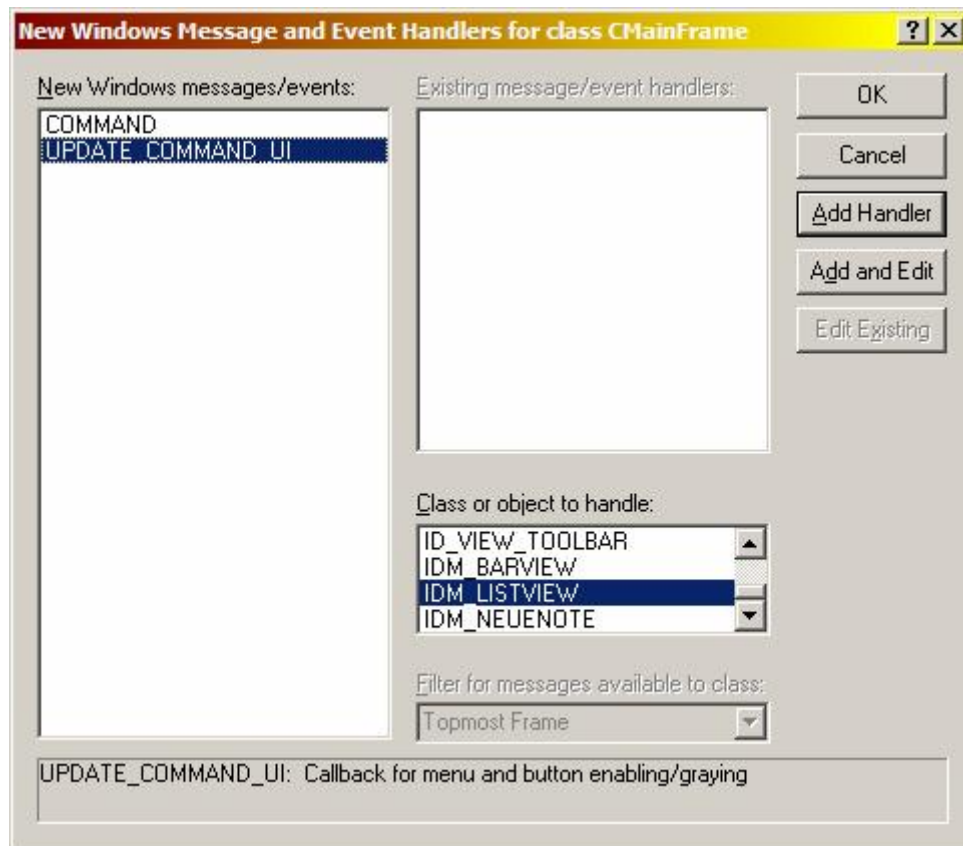 New Windows Message and Event Handlers for class CMainFrame
New Windows messages/events:
COMMAND
UPDATE_COMMAND_UI
Existing message/event handlers:
OK
Cancel
Add Handler
Add and Edit
Edit Existing
Class or object to handle:
ID_VIEW_TOOLBAR
IDM_BARVIEW
IDM_LISTVIEW
IDM_NEUENOTE
Filter for messages available to class:
Topmost Frame
UPDATE_COMMAND_UI: Callback for menu and button enabling/graying